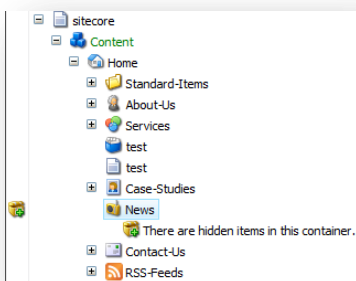 sitecore
Content
Home
Standard-Items
About-Us
Services
test
test
Case-Studies
News
There are hidden items in this container.
Contact-Us
RSS-Feeds